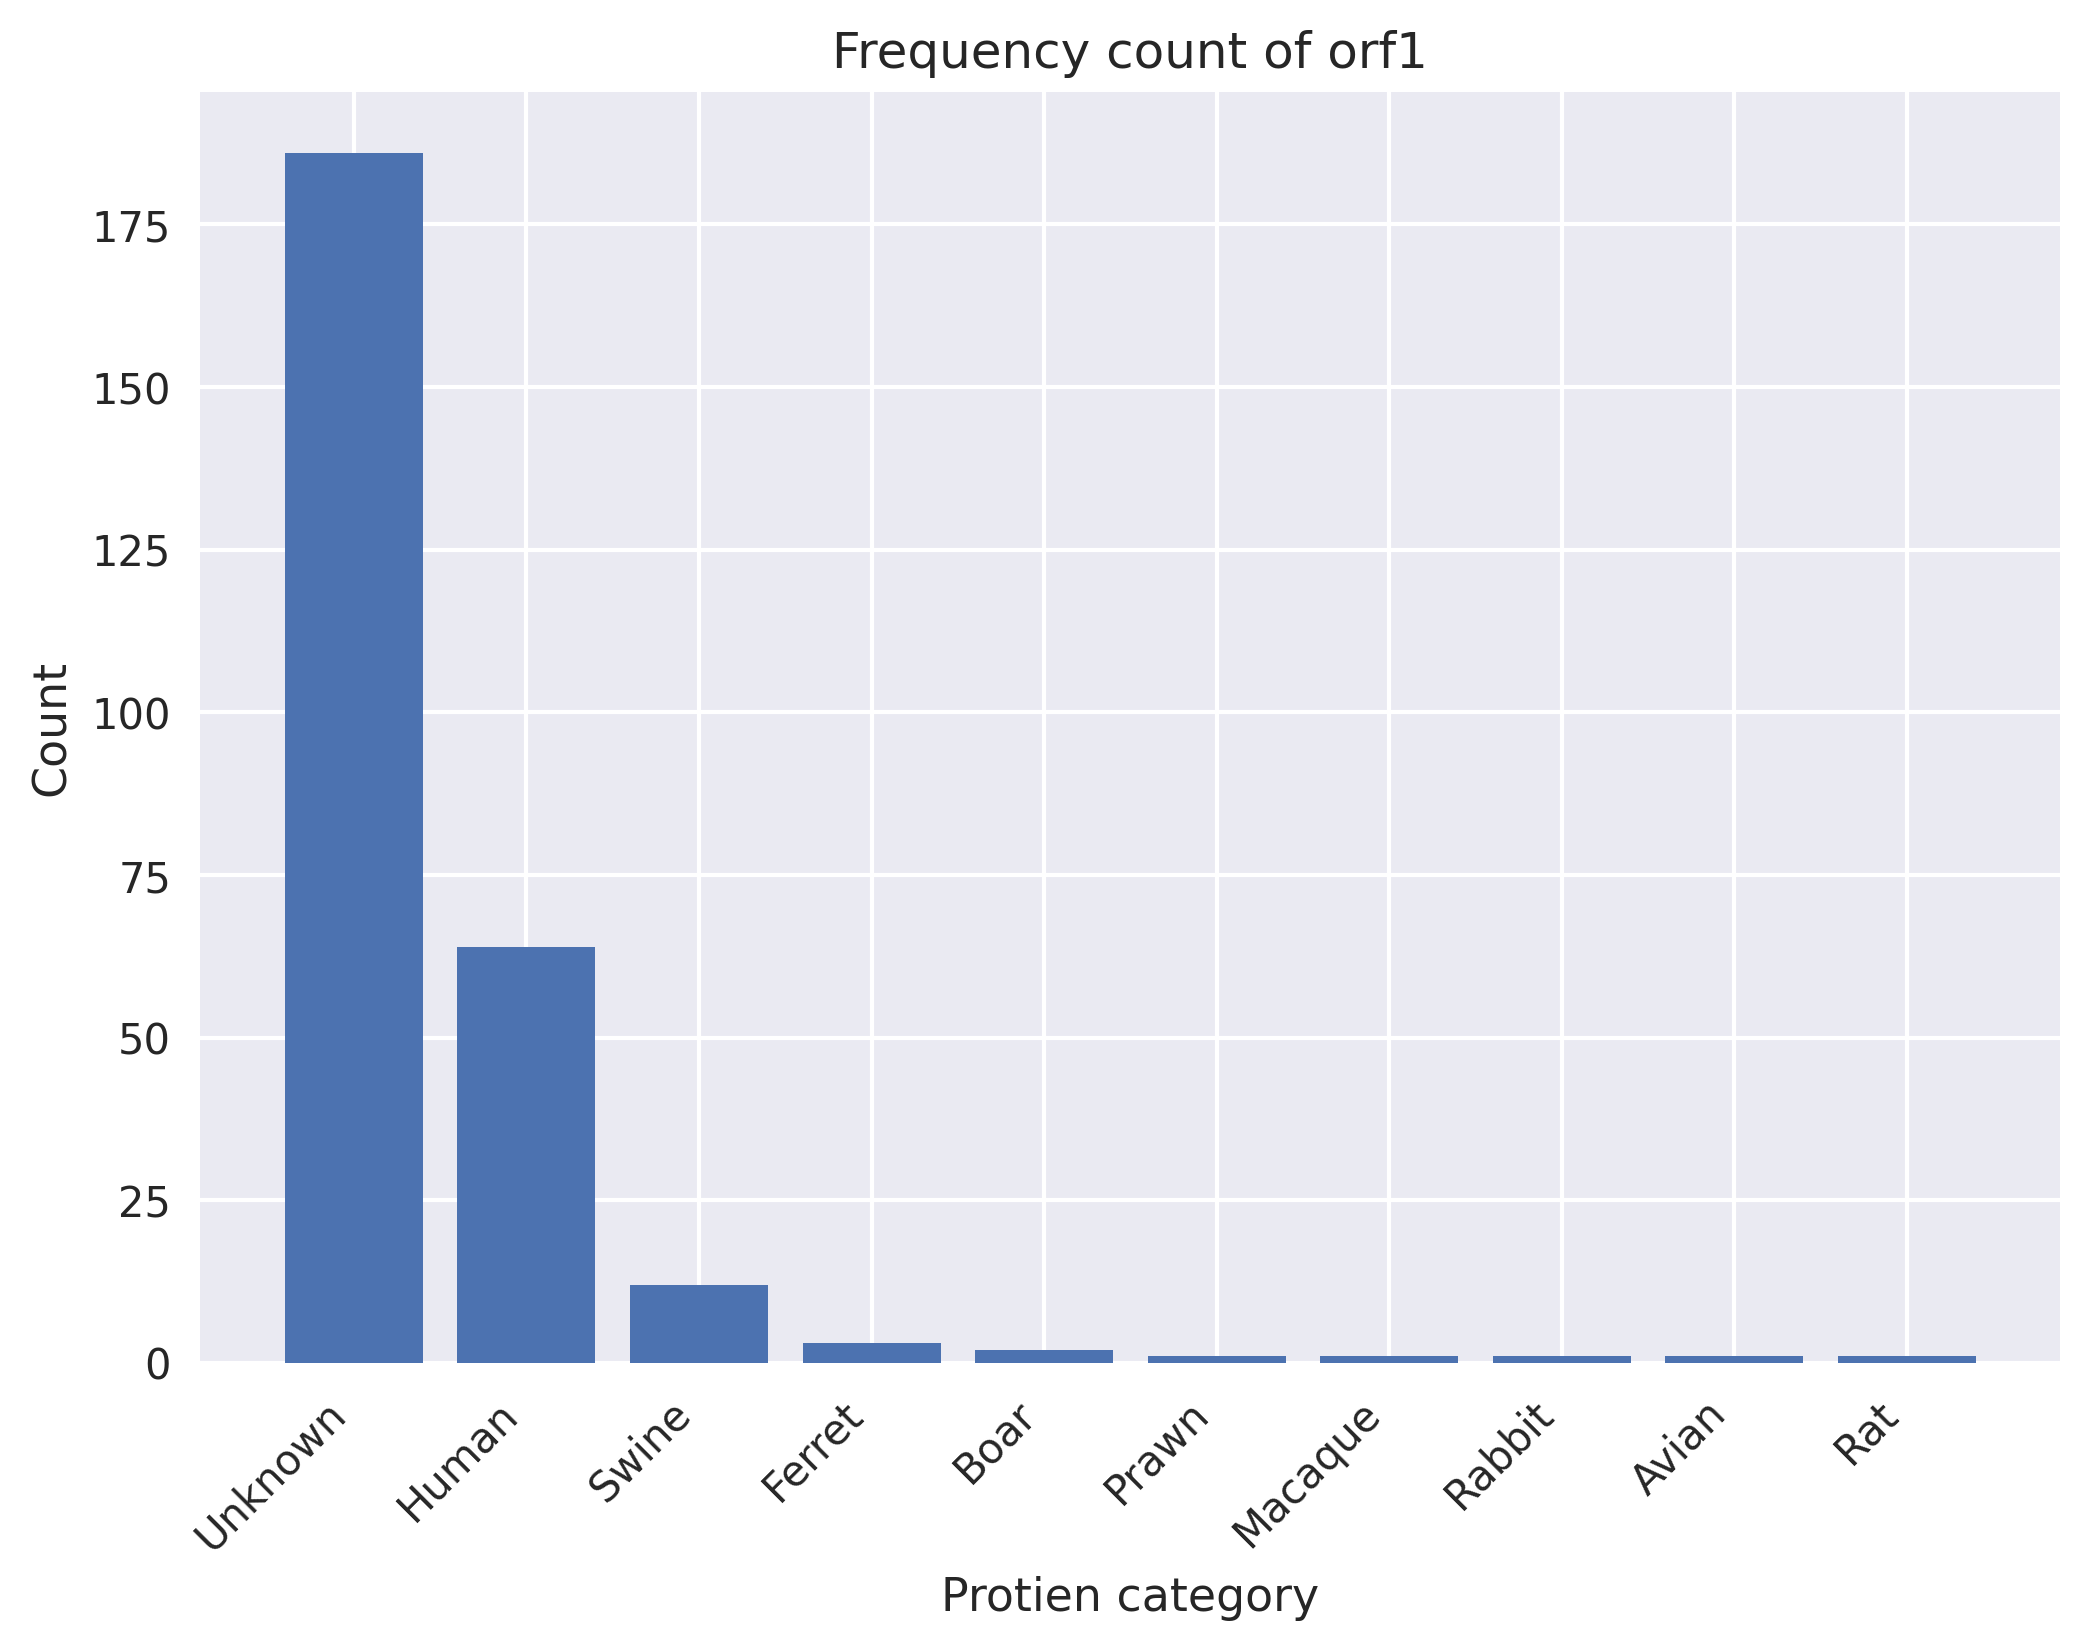 Frequency count of orf1
Count
175
150
125
100
75
50
25
0
Unknown
Human
Swine
Ferret
Boar
Prawn
Macaque
Rabbit
Avian
Rat
Protien category